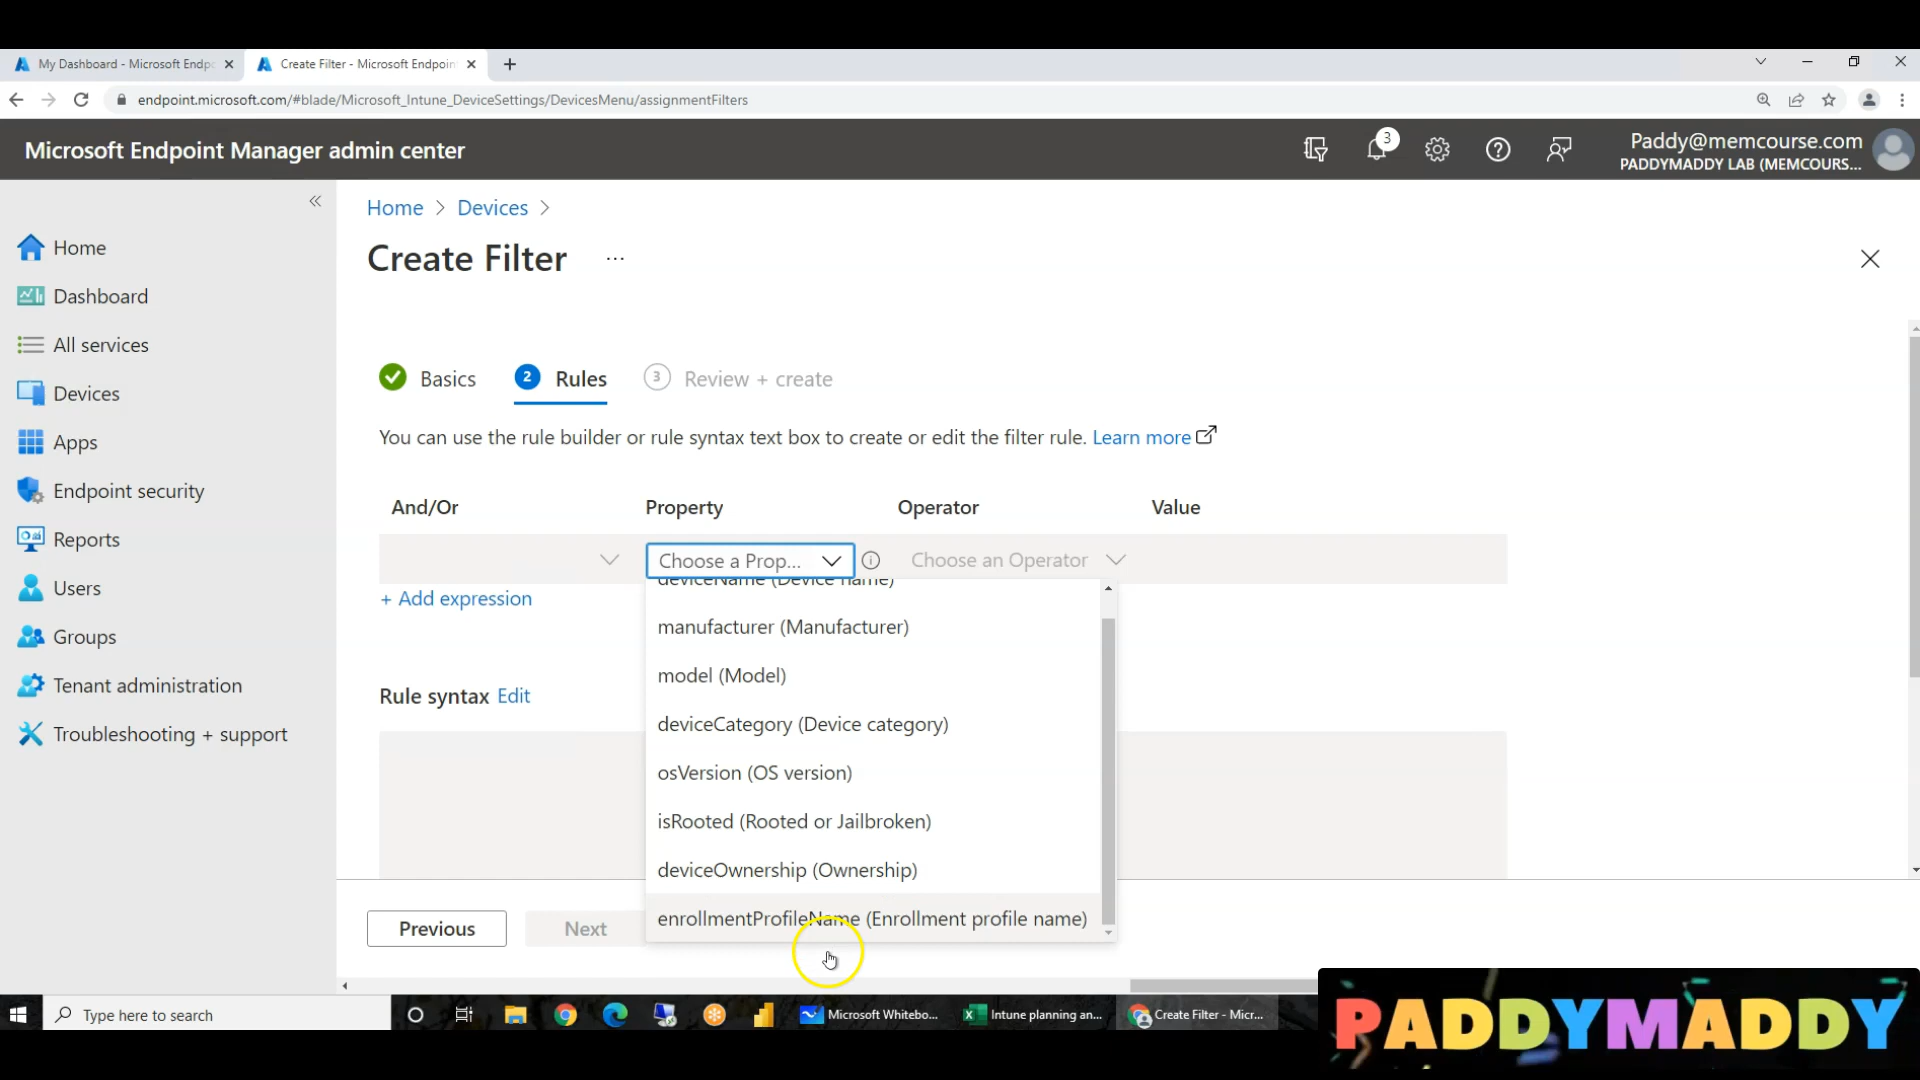 My Dashboard - Microsoft Endp
Create Filter - Microsoft Endpoin
endpoint.microsoft.com/#blade/Microsoft_Intune_DeviceSettings/DevicesMenu/assignmentFilters
Microsoft Endpoint Manager admin center
3
Paddy@memcourse.com
PADDYMADDY LAB (MEMCOURS...
Home
Dashboard
All services
Devices
Apps
Endpoint security
Reports
Users
Groups
Tenant administration
Troubleshooting + support
Home > Devices >
Create Filter ...
Basics
2 Rules
3 Review + create
You can use the rule builder or rule syntax text box to create or edit the filter rule. Learn more
And/Or Property Operator Value
Choose a Prop... Choose an Operator
+ Add expression
deviceName (Device name)
manufacturer (Manufacturer)
model (Model)
deviceCategory (Device category)
osVersion (OS version)
isRooted (Rooted or Jailbroken)
deviceOwnership (Ownership)
enrollmentProfileName (Enrollment profile name)
Rule syntax Edit
Previous
Next
Type here to search
Microsoft Whitebo...
Intune planning an...
Create Filter - Micr...
PADDYMADDY